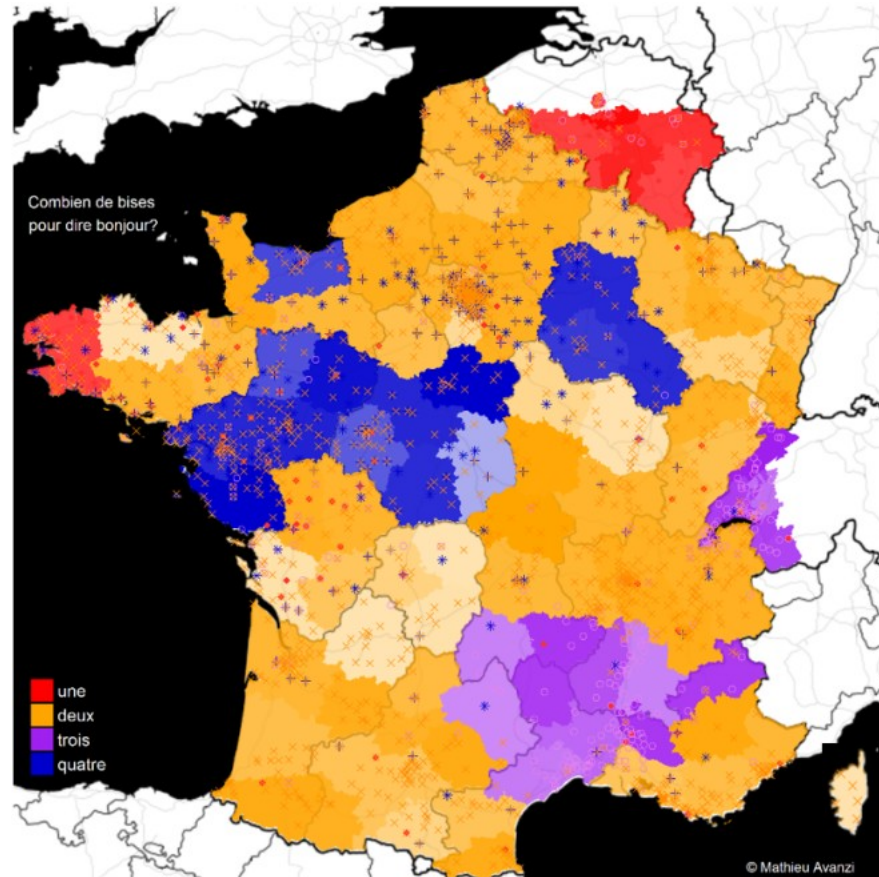 Combien de bises
pour dire bonjour?
une
deux
trois
quatre
© Mathieu Avanzi